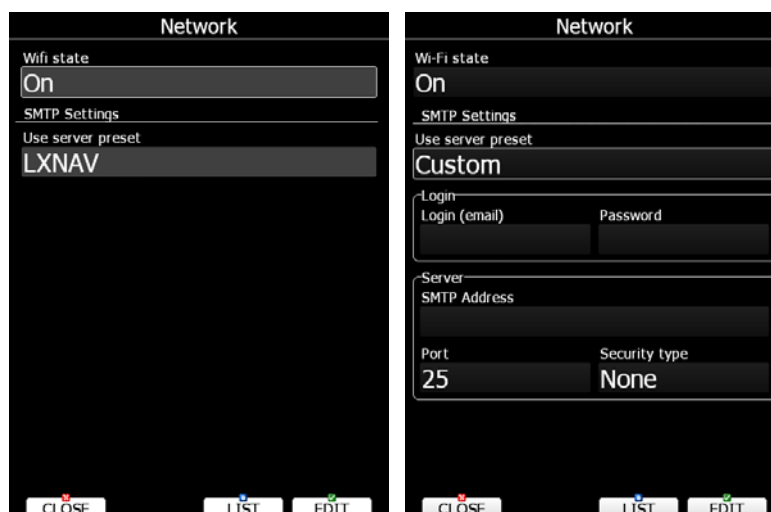 Network
Wifi state
On
SMTP Settings
Use server preset
LXNAV
CLOSE
LIST
EDIT
Network
Wi-Fi state
On
SMTP Settings
Use server preset
Custom
Login
Login (email) Password
Server
SMTP Address
Port Security type
25 None
CLOSE
LIST
EDIT